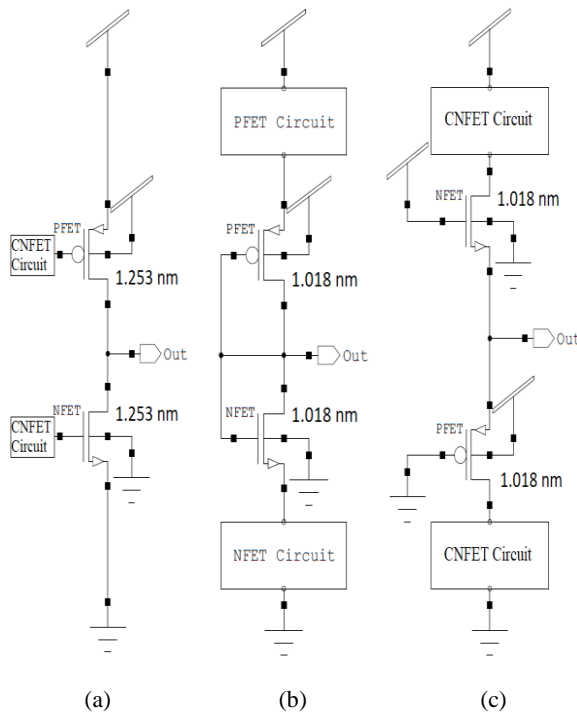 PFET
CNFET
Circuit
1.253 nm
Out
NFET
CNFET
Circuit
1.253 nm
(a)
PFET Circuit
PFET
1.018 nm
Out
NFET
1.018 nm
NFET Circuit
(b)
CNFET Circuit
NFET
1.018 nm
Out
PFET
1.018 nm
CNFET Circuit
(c)